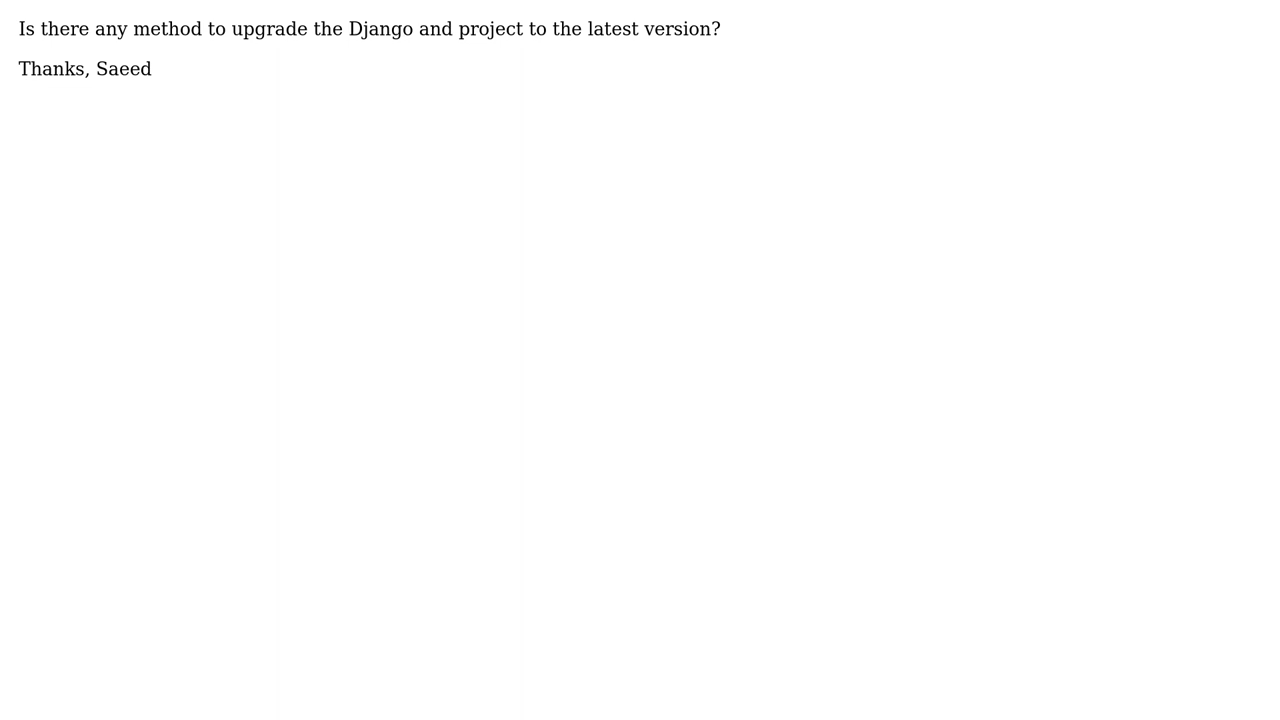 Is there any method to upgrade the Django and project to the latest version?
Thanks, Saeed